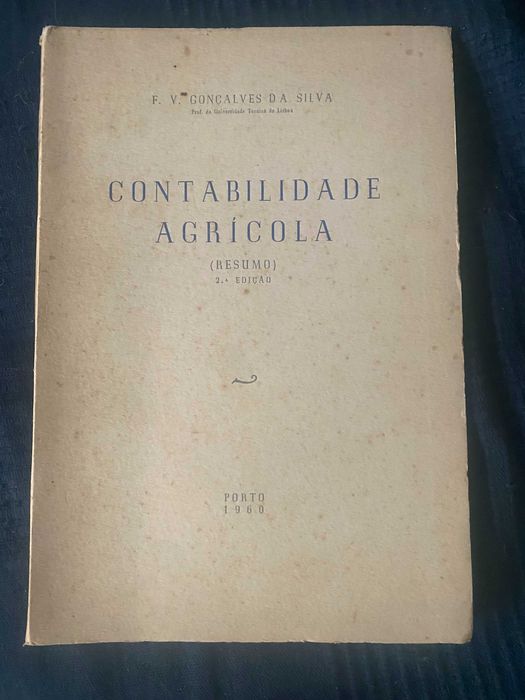 F. V. GONÇALVES DA SILVA
Prof. da Universidade Técnica de Lisboa
CONTABILIDADE
AGRÍCOLA
(RESUMO)
2.ª EDIÇÃO
PORTO
1960